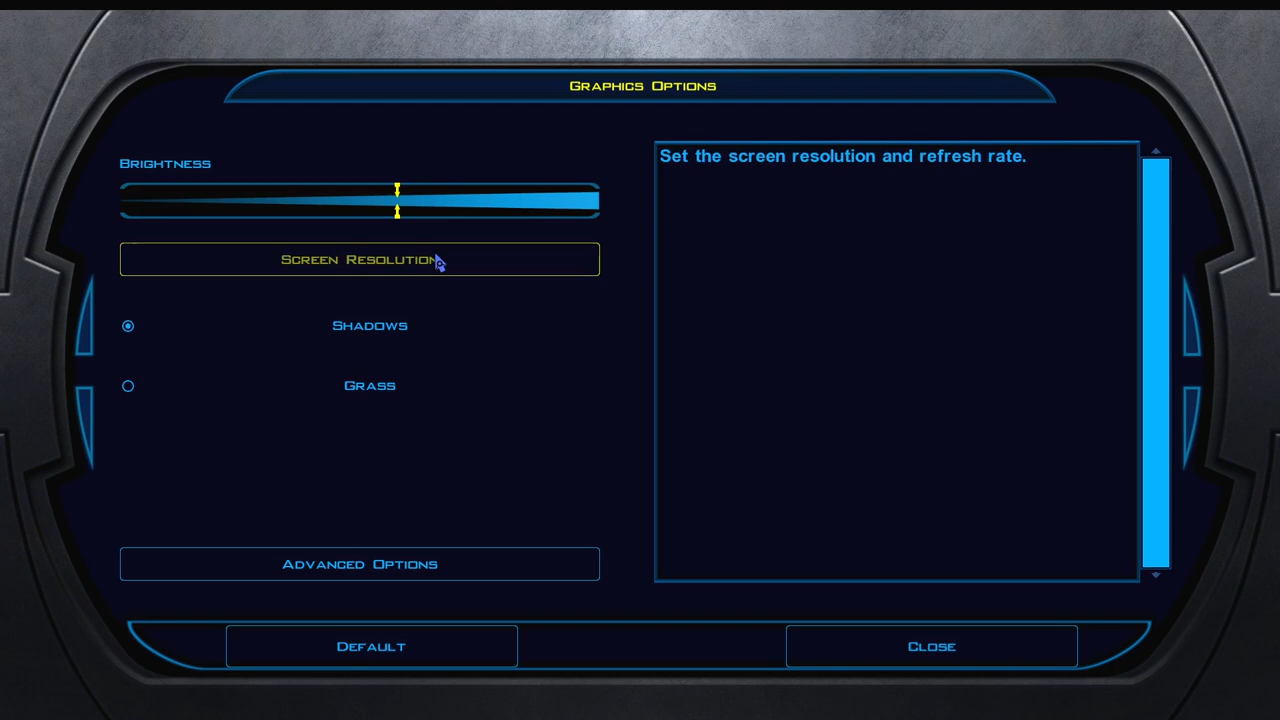 Graphics Options
Brightness
Set the screen resolution and refresh rate.
Screen Resolution
Shadows
Grass
Advanced Options
Default
Close